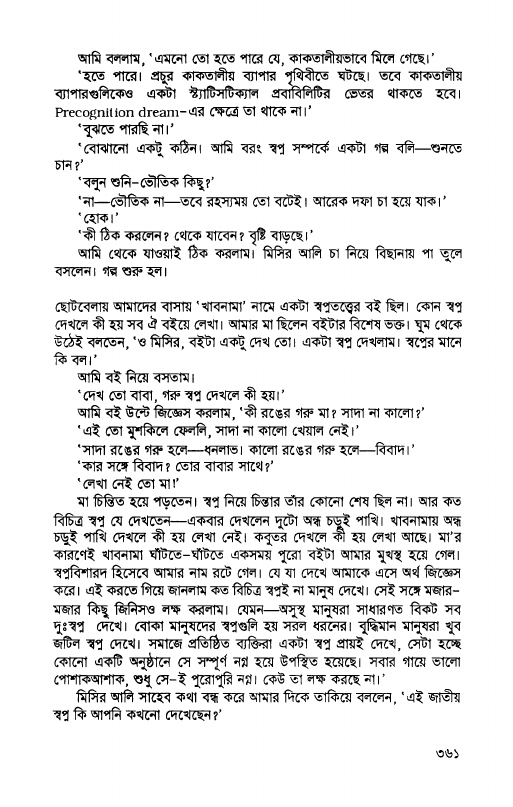 আমি বললাম, ‘এমনো তো হতে পারে যে, কাকতালীয়ভাবে মিলে গেছে।’
‘হতে পারে। প্রচুর কাকতালীয় ব্যাপার পৃথিবীতে ঘটছে। তবে কাকতালীয়
ব্যাপারগুলিকেও একটা স্ট্যাটিসটিক্যাল প্রবাবিলিটির ভেতর থাকতে হবে।
Precognition dream-এর ক্ষেত্রে তা থাকে না।’
‘বুঝতে পারছি না।’
‘বোঝানো একটু কঠিন। আমি বরং স্বপ্ন সম্পর্কে একটা গল্প বলি—শুনতে
চান?’
‘বলুন শুনি-ভৌতিক কিছু?’
‘না—ভৌতিক না—তবে রহস্যময় তো বটেই। আরেক দফা চা হয়ে যাক।’
‘হোক।’
‘কী ঠিক করলেন? থেকে যাবেন? বৃষ্টি বাড়ছে।’
আমি থেকে যাওয়াই ঠিক করলাম। মিসির আলি চা নিয়ে বিছানায় পা তুলে
বসলেন। গল্প শুরু হল।
ছোটবেলায় আমাদের বাসায় ‘খাবনামা’ নামে একটা স্বপ্নতত্ত্বের বই ছিল। কোন স্বপ্ন
দেখলে কী হয় সব ঐ বইয়ে লেখা। আমার মা ছিলেন বইটার বিশেষ ভক্ত। ঘুম থেকে
উঠেই বলতেন, ‘ও মিসির, বইটা একটু দেখ তো। একটা স্বপ্ন দেখলাম। স্বপ্নের মানে
কি বল।’
আমি বই নিয়ে বসতাম।
‘দেখ তো বাবা, গরু স্বপ্ন দেখলে কী হয়।’
আমি বই উল্টে জিজ্ঞেস করলাম, ‘কী রঙের গরু মা? সাদা না কালো?’
‘এই তো মুশকিলে ফেললি, সাদা না কালো খেয়াল নেই।’
‘সাদা রঙের গরু হলে—ধনলাভ। কালো রঙের গরু হলে—বিবাদ।’
‘কার সঙ্গে বিবাদ? তোর বাবার সাথে?’
‘লেখা নেই তো মা!’
মা চিন্তিত হয়ে পড়তেন। স্বপ্ন নিয়ে চিন্তার তাঁর কোনো শেষ ছিল না। আর কত
বিচিত্র স্বপ্ন যে দেখতেন—একবার দেখলেন দুটো অন্ধ চড়ুই পাখি। খাবনামায় অন্ধ
চড়ুই পাখি দেখলে কী হয় লেখা নেই। কবুতর দেখলে কী হয় লেখা আছে। মা’র
কারণেই খাবনামা ঘাঁটতে-ঘাঁটতে একসময় পুরো বইটা আমার মুখস্থ হয়ে গেল।
স্বপ্নবিশারদ হিসেবে আমার নাম রটে গেল। যে যা দেখে আমাকে এসে অর্থ জিজ্ঞেস
করে। এই করতে গিয়ে জানলাম কত বিচিত্র স্বপ্নই না মানুষ দেখে। সেই সঙ্গে মজার-
মজার কিছু জিনিসও লক্ষ করলাম। যেমন—অসুস্থ মানুষরা সাধারণত বিকট সব
দুঃস্বপ্ন দেখে। বোকা মানুষদের স্বপ্নগুলি হয় সরল ধরনের। বুদ্ধিমান মানুষরা খুব
জটিল স্বপ্ন দেখে। সমাজে প্রতিষ্ঠিত ব্যক্তিরা একটা স্বপ্ন প্রায়ই দেখে, সেটা হচ্ছে
কোনো একটি অনুষ্ঠানে সে সম্পূর্ণ নগ্ন হয়ে উপস্থিত হয়েছে। সবার গায়ে ভালো
পোশাকআশাক, শুধু সে-ই পুরোপুরি নগ্ন। কেউ তা লক্ষ করছে না।’
মিসির আলি সাহেব কথা বন্ধ করে আমার দিকে তাকিয়ে বললেন, ‘এই জাতীয়
স্বপ্ন কি আপনি কখনো দেখেছেন?’
৩৬১